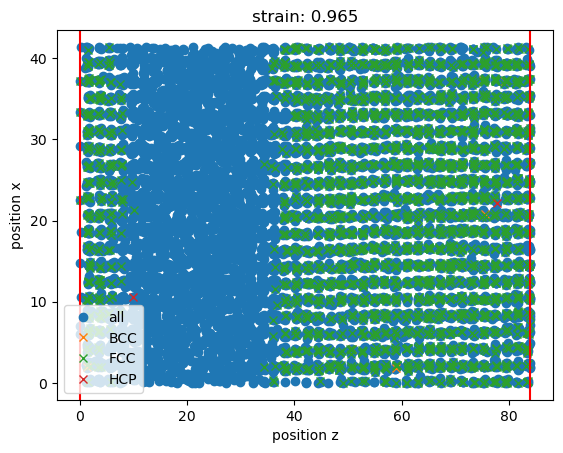 strain: 0.965
position x
40
30
20
10
0
all
BCC
FCC
HCP
0
20
40
60
80
position z